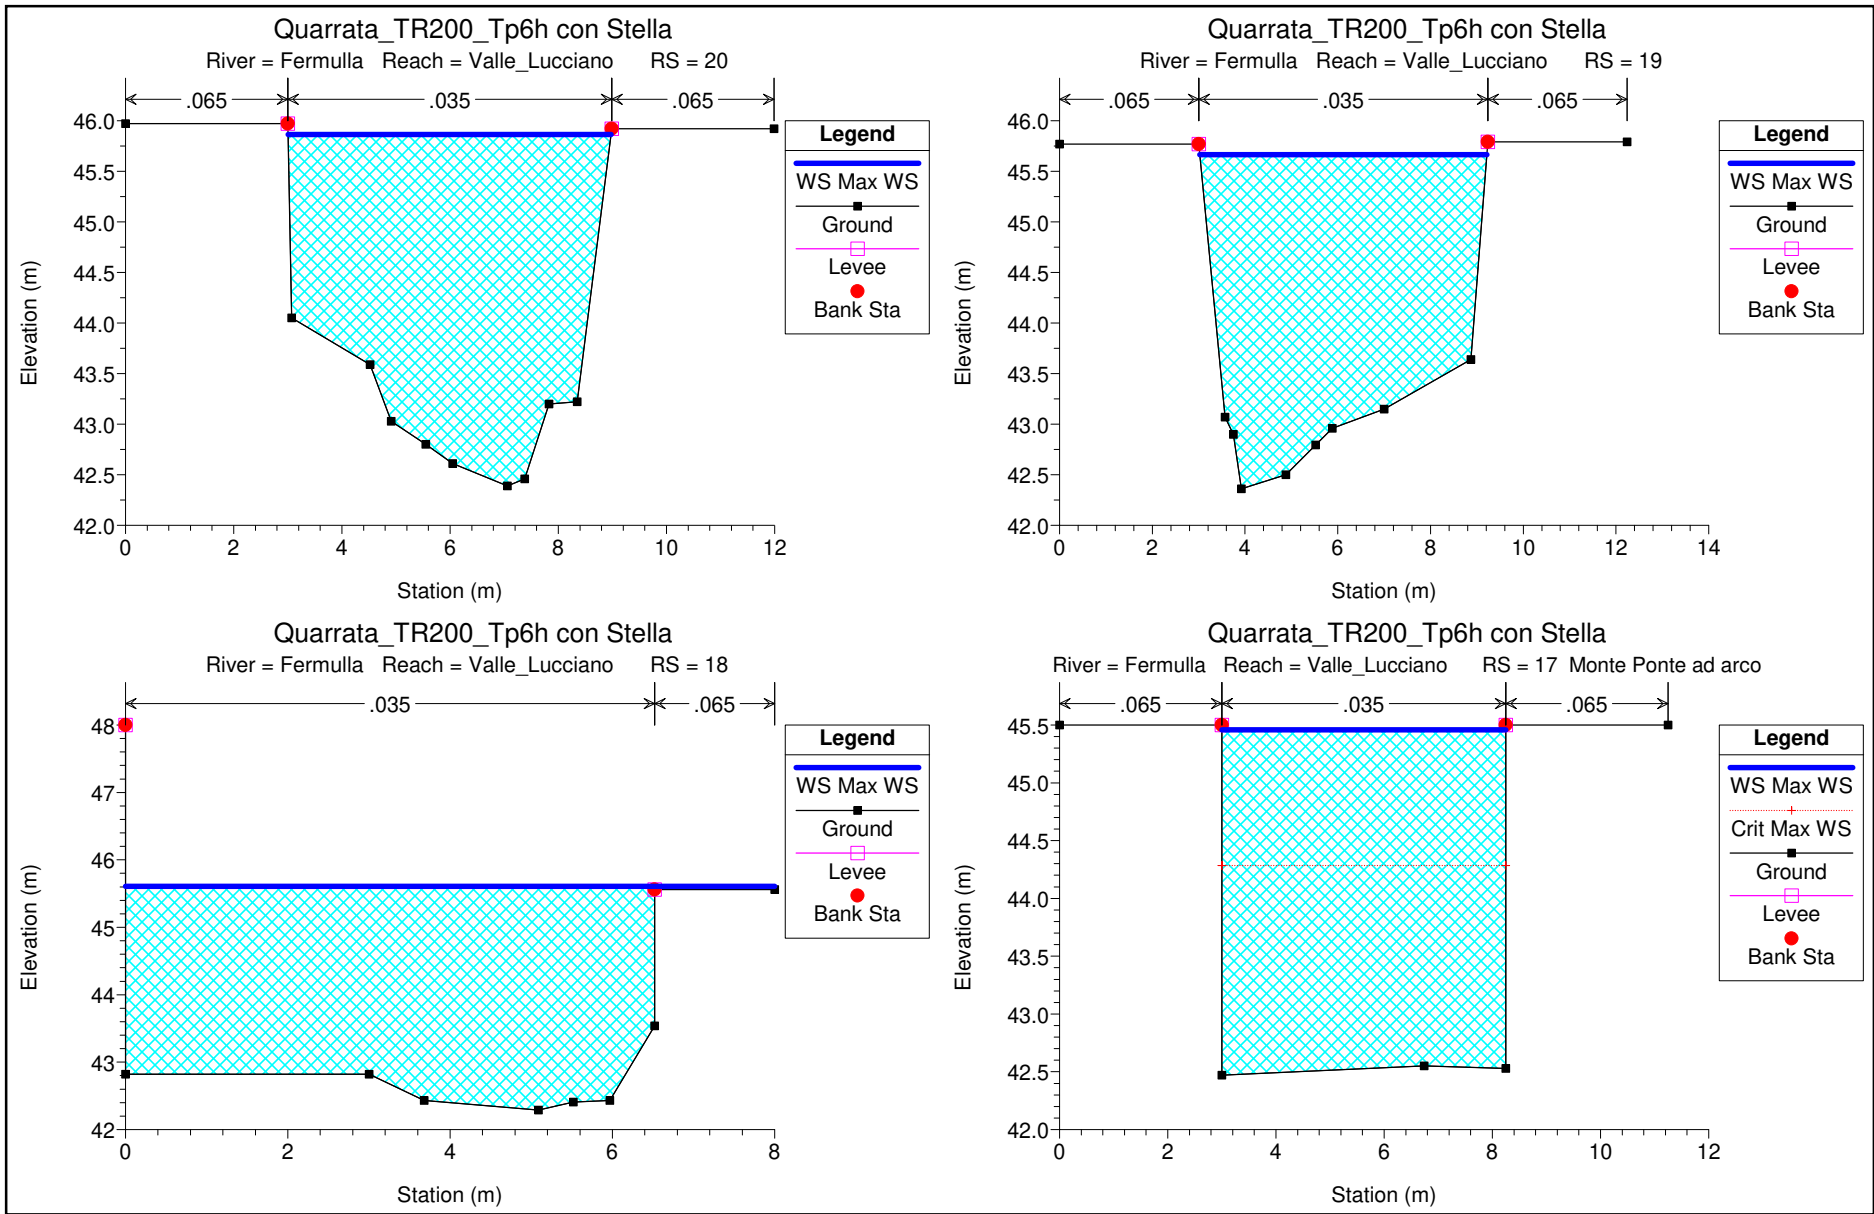 Quarrata_TR200_Tp6h con Stella
River = Fermulla Reach = Valle_Lucciano RS = 20
.065 .035 .065
46.0
45.5
45.0
44.5
44.0
43.5
43.0
42.5
42.0
0 2 4 6 8 10 12
Station (m)
Elevation (m)
Legend
WS Max WS
Ground
Levee
Bank Sta
Quarrata_TR200_Tp6h con Stella
River = Fermulla Reach = Valle_Lucciano RS = 19
.065 .035 .065
46.0
45.5
45.0
44.5
44.0
43.5
43.0
42.5
42.0
0 2 4 6 8 10 12 14
Station (m)
Elevation (m)
Legend
WS Max WS
Ground
Levee
Bank Sta
Quarrata_TR200_Tp6h con Stella
River = Fermulla Reach = Valle_Lucciano RS = 18
.035 .065
48
47
46
45
44
43
42
0 2 4 6 8
Station (m)
Elevation (m)
Legend
WS Max WS
Ground
Levee
Bank Sta
Quarrata_TR200_Tp6h con Stella
River = Fermulla Reach = Valle_Lucciano RS = 17 Monte Ponte ad arco
.065 .035 .065
45.5
45.0
44.5
44.0
43.5
43.0
42.5
42.0
0 2 4 6 8 10 12
Station (m)
Elevation (m)
Legend
WS Max WS
Crit Max WS
Ground
Levee
Bank Sta